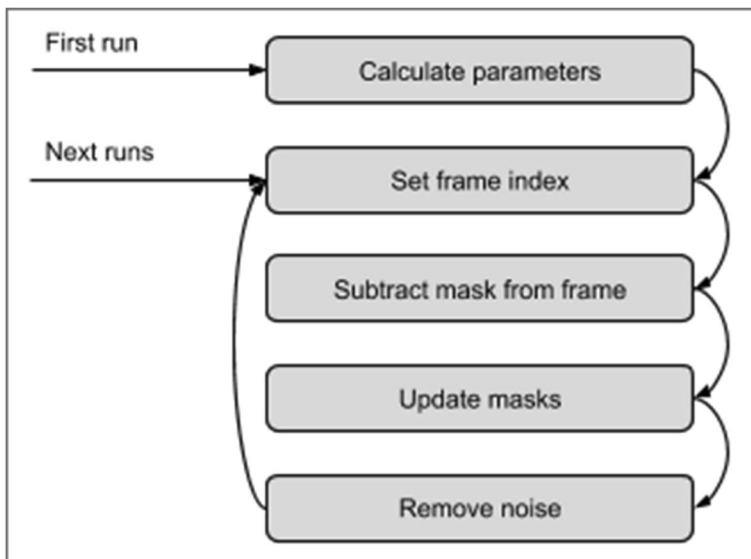 First run
Calculate parameters
Next runs
Set frame index
Subtract mask from frame
Update masks
Remove noise